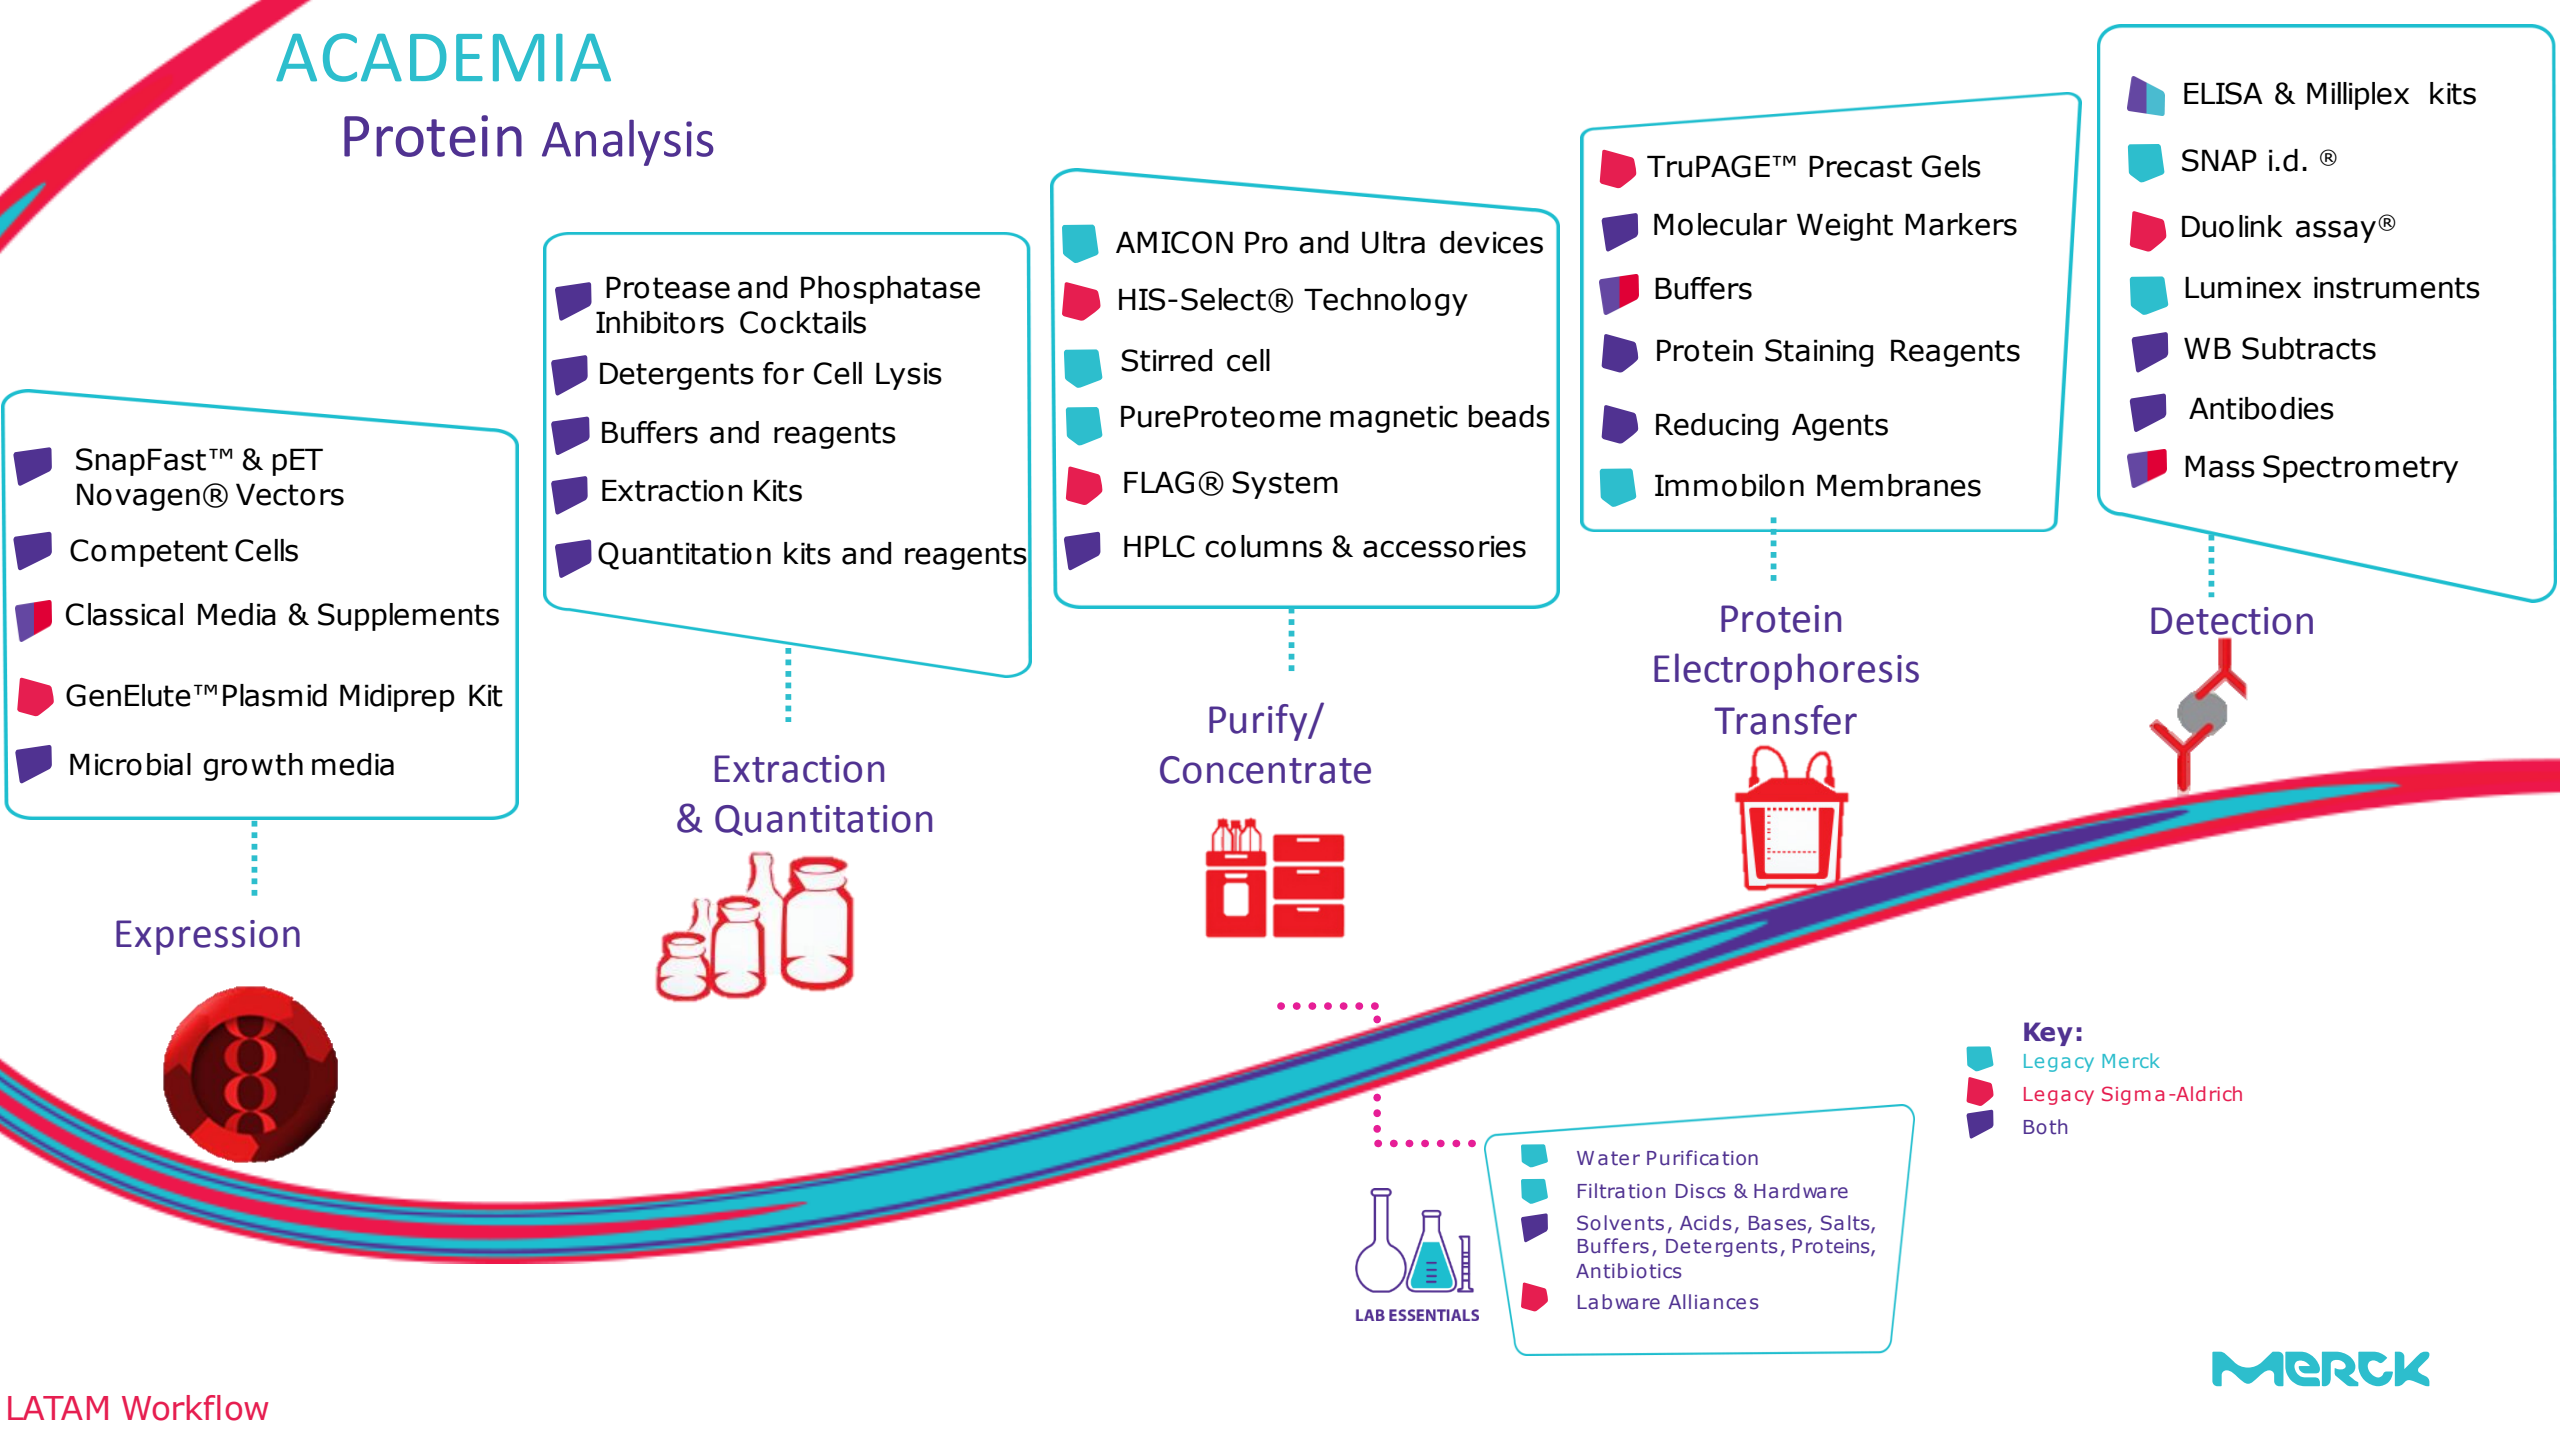 ACADEMIA
Protein Analysis
SnapFast™ & pET
Novagen® Vectors
Competent Cells
Classical Media & Supplements
GenElute™Plasmid Midiprep Kit
Microbial growth media
Expression
Protease and Phosphatase
Inhibitors Cocktails
Detergents for Cell Lysis
Buffers and reagents
Extraction Kits
Quantitation kits and reagents
Extraction
& Quantitation
AMICON Pro and Ultra devices
HIS-Select® Technology
Stirred cell
PureProteome magnetic beads
FLAG® System
HPLC columns & accessories
Purify/
Concentrate
TruPAGE™ Precast Gels
Molecular Weight Markers
Buffers
Protein Staining Reagents
Reducing Agents
Immobilon Membranes
Protein
Electrophoresis
Transfer
ELISA & Milliplex kits
SNAP i.d. ®
Duolink assay®
Luminex instruments
WB Subtracts
Antibodies
Mass Spectrometry
Detection
Key:
Legacy Merck
Legacy Sigma-Aldrich
Both
Water Purification
Filtration Discs & Hardware
Solvents, Acids, Bases, Salts,
Buffers, Detergents, Proteins,
Antibiotics
Labware Alliances
LAB ESSENTIALS
MERCK
LATAM Workflow